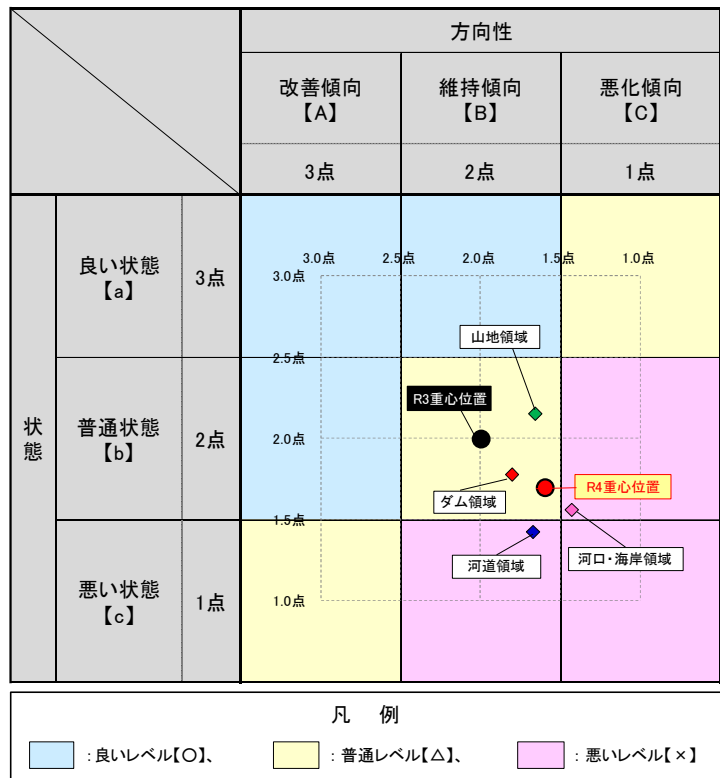 方向性
改善傾向
【A】
維持傾向
【B】
悪化傾向
【C】
3点
2点
1点
状態
良い状態
【a】
3点
普通状態
【b】
2点
悪い状態
【c】
1点
3.0点
2.5点
2.0点
1.5点
1.0点
3.0点
2.5点
2.0点
1.5点
1.0点
山地領域
R3重心位置
ダム領域
R4重心位置
河道領域
河口・海岸領域
凡 例
：良いレベル【○】、
：普通レベル【△】、
：悪いレベル【×】